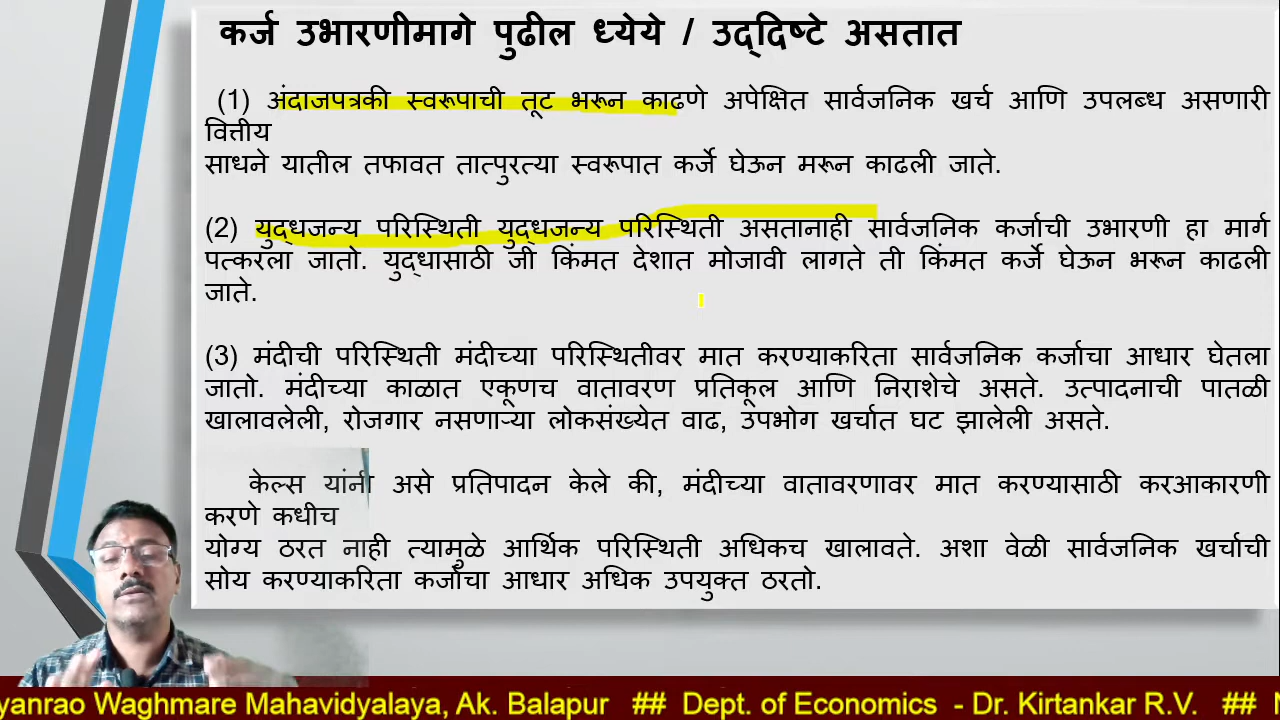 कर्ज उभारणीमागे पुढील ध्येये / उद्दिष्टे असतात
(1) अंदाजपत्रकी स्वरूपाची तूट भरून काढणे अपेक्षित सार्वजनिक खर्च आणि उपलब्ध असणारी
वित्तीय
साधने यातील तफावत तात्पुरत्या स्वरूपात कर्जे घेऊन मरून काढली जाते.
(2) युद्धजन्य परिस्थिती युद्धजन्य परिस्थिती असतानाही सार्वजनिक कर्जाची उभारणी हा मार्ग
पत्करला जातो. युद्धासाठी जी किंमत देशात मोजावी लागते ती किंमत कर्जे घेऊन भरून काढली
जाते.
(3) मंदीची परिस्थिती मंदीच्या परिस्थितीवर मात करण्याकरिता सार्वजनिक कर्जाचा आधार घेतला
जातो. मंदीच्या काळात एकूणच वातावरण प्रतिकूल आणि निराशेचे असते. उत्पादनाची पातळी
खालावलेली, रोजगार नसणाऱ्या लोकसंख्येत वाढ, उपभोग खर्चात घट झालेली असते.
केल्स यांनी असे प्रतिपादन केले की, मंदीच्या वातावरणावर मात करण्यासाठी करआकारणी
करणे कधीच
योग्य ठरत नाही त्यामुळे आर्थिक परिस्थिती अधिकच खालावते. अशा वेळी सार्वजनिक खर्चाची
सोय करण्याकरिता कर्जाचा आधार अधिक उपयुक्त ठरतो.
yanrao Waghmare Mahavidyalaya, Ak. Balapur ## Dept. of Economics - Dr. Kirtankar R.V. ##